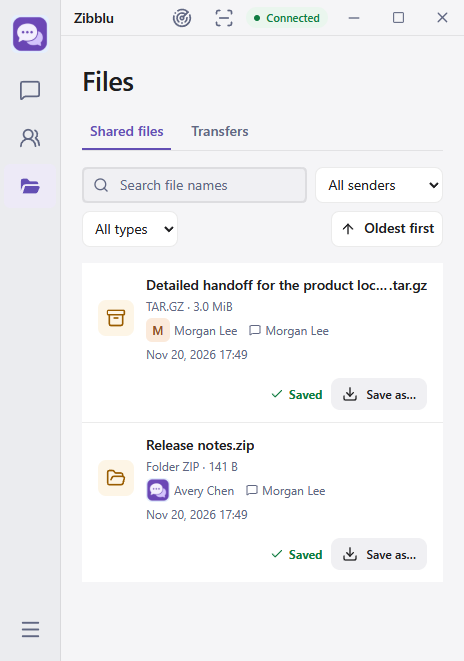 Zibblu
Connected
Files
Shared files
Transfers
Search file names
All senders
All types
Oldest first
Detailed handoff for the product loc....tar.gz
TAR.GZ · 3.0 MiB
M Morgan Lee Morgan Lee
Nov 20, 2026 17:49
Saved
Save as...
Release notes.zip
Folder ZIP · 141 B
Avery Chen Morgan Lee
Nov 20, 2026 17:49
Saved
Save as...